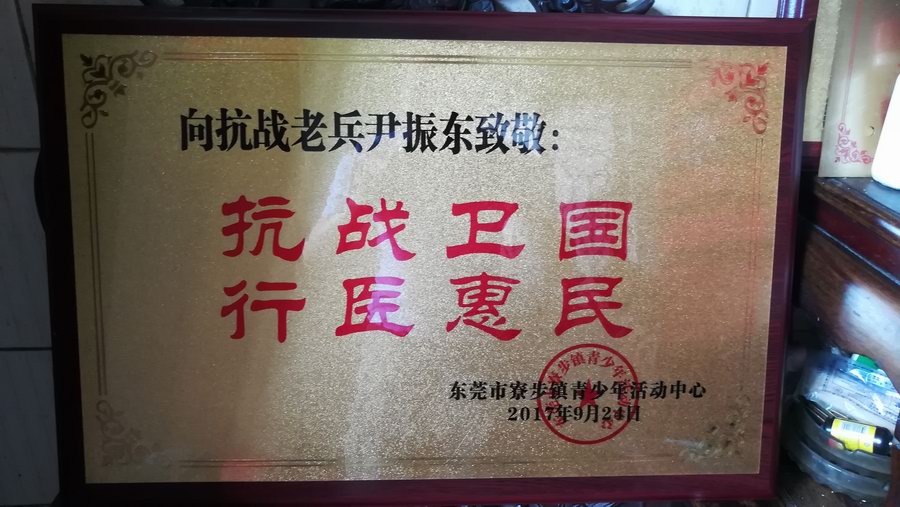 向抗战老兵尹振东致敬：
抗战卫国
行医惠民
东莞市寮步镇青少年活动中心
2017年9月24日